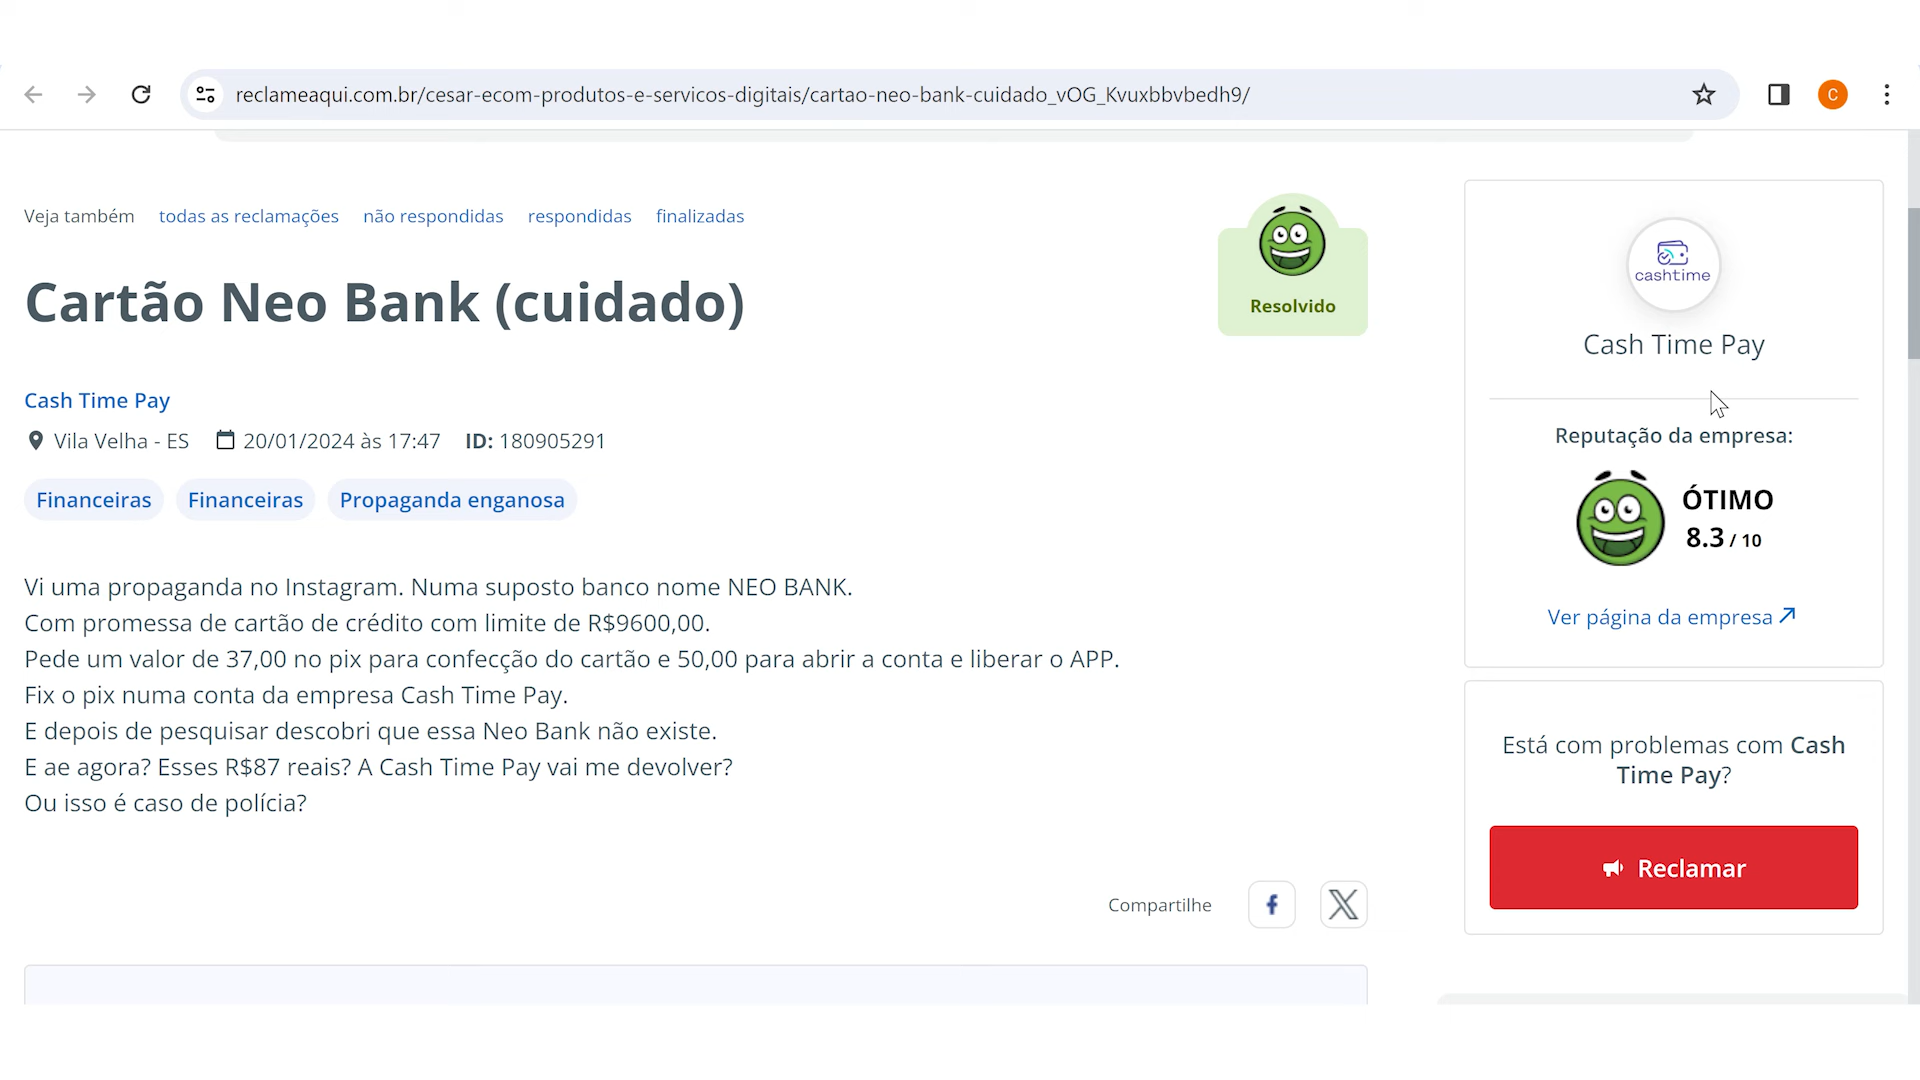 reclameaqui.com.br/cesar-ecom-produtos-e-servicos-digitais/cartao-neo-bank-cuidado_vOG_Kvuxbbvbedh9/
C
Veja também todas as reclamações não respondidas respondidas finalizadas
Resolvido
Cartão Neo Bank (cuidado)
Cash Time Pay
Vila Velha - ES 20/01/2024 às 17:47 ID: 180905291
Financeiras Financeiras Propaganda enganosa
Vi uma propaganda no Instagram. Numa suposto banco nome NEO BANK.
Com promessa de cartão de crédito com limite de R$9600,00.
Pede um valor de 37,00 no pix para confecção do cartão e 50,00 para abrir a conta e liberar o APP.
Fix o pix numa conta da empresa Cash Time Pay.
E depois de pesquisar descobri que essa Neo Bank não existe.
E ae agora? Esses R$87 reais? A Cash Time Pay vai me devolver?
Ou isso é caso de polícia?
Compartilhe
cashtime
Cash Time Pay
Reputação da empresa:
ÓTIMO
8.3 / 10
Ver página da empresa
Está com problemas com Cash
Time Pay?
Reclamar